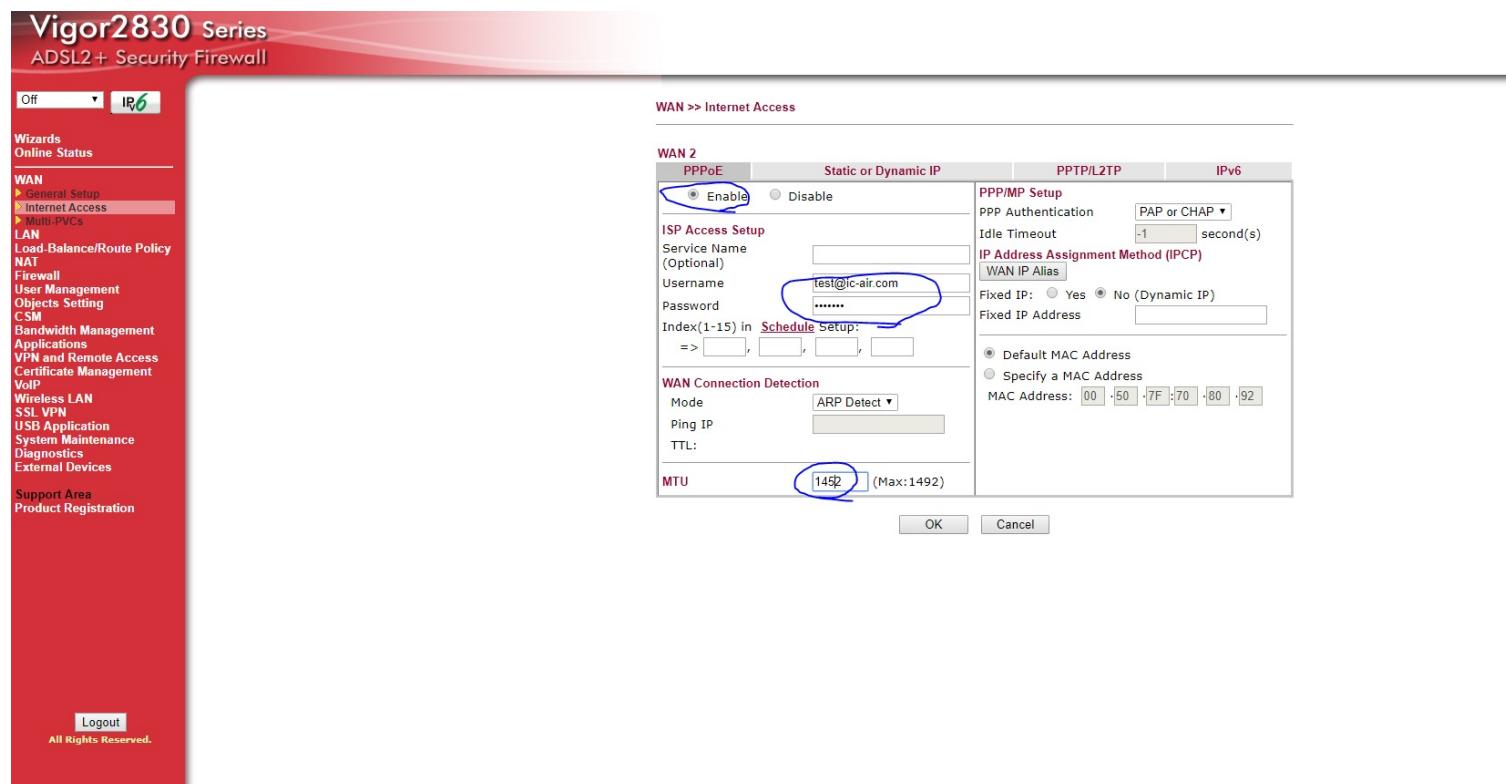 Vigor2830 Series
ADSL2+ Security Firewall
Off
IPv6
Wizards
Online Status
WAN
General Setup
Internet Access
Multi-PVCs
LAN
Load-Balance/Route Policy
NAT
Firewall
User Management
Objects Setting
CSM
Bandwidth Management
Applications
VPN and Remote Access
Certificate Management
VoIP
Wireless LAN
SSL VPN
USB Application
System Maintenance
Diagnostics
External Devices
Support Area
Product Registration
Logout
All Rights Reserved.
WAN >> Internet Access
WAN 2
PPPoE Static or Dynamic IP PPTP/L2TP IPv6
Enable Disable
ISP Access Setup
Service Name
(Optional)
Username test@ic-air.com
Password •••••••
Index(1-15) in Schedule Setup:
=> , , ,
WAN Connection Detection
Mode ARP Detect
Ping IP
TTL:
MTU 1452 (Max:1492)
PPP/MP Setup
PPP Authentication PAP or CHAP
Idle Timeout -1 second(s)
IP Address Assignment Method (IPCP)
WAN IP Alias
Fixed IP: Yes No (Dynamic IP)
Fixed IP Address
Default MAC Address
Specify a MAC Address
MAC Address: 00 ·50 ·7F :70 ·80 ·92
OK Cancel